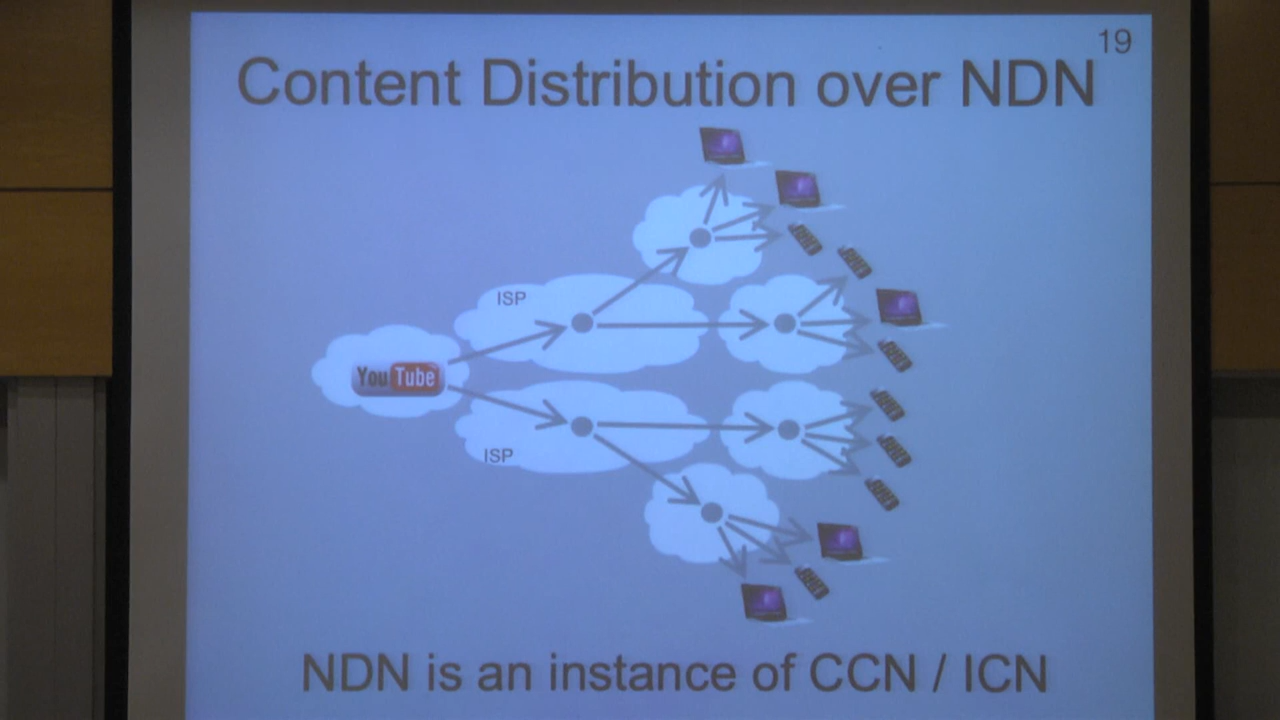 19
Content Distribution over NDN
ISP
YouTube
ISP
NDN is an instance of CCN / ICN